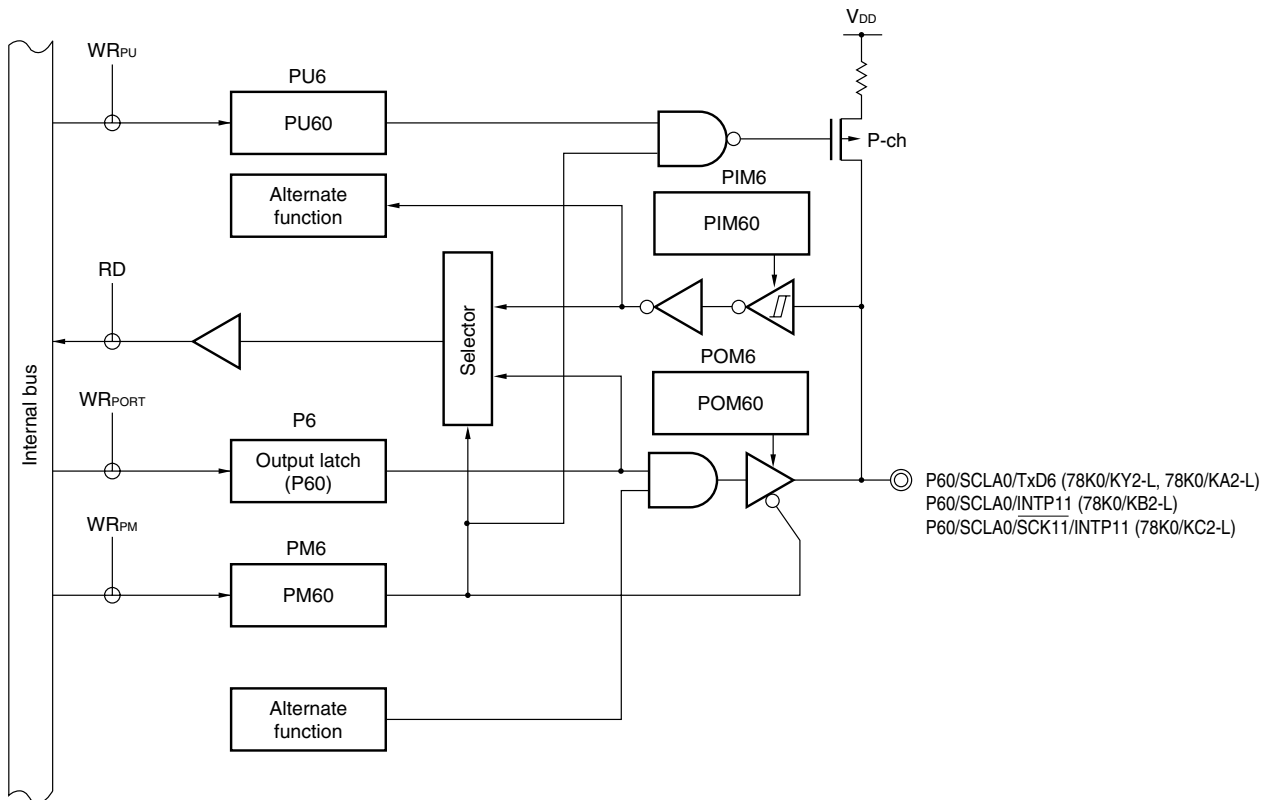 VDD
WRPU
PU6
PU60
P-ch
Alternate
function
PIM6
PIM60
RD
Selector
Internal bus
POM6
POM60
WRPORT
P6
Output latch
(P60)
P60/SCLA0/TxD6 (78K0/KY2-L, 78K0/KA2-L)
P60/SCLA0/INTP11 (78K0/KB2-L)
P60/SCLA0/SCK11/INTP11 (78K0/KC2-L)
WRPM
PM6
PM60
Alternate
function